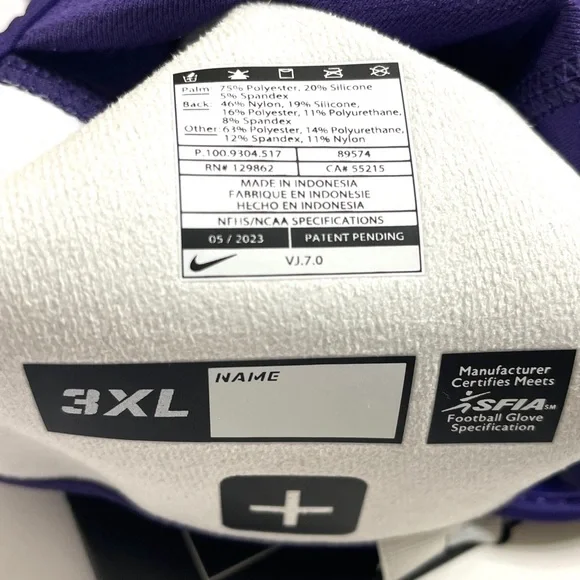 Palm: 75% Polyester, 20% Silicone
5% Spandex
Back: 46% Nylon, 19% Silicone,
16% Polyester, 11% Polyurethane,
8% Spandex
Other: 63% Polyester, 14% Polyurethane,
12% Spandex, 11% Nylon
P.100.9304.517 89574
RN# 129862 CA# 55215
MADE IN INDONESIA
FABRIQUE EN INDONESIE
HECHO EN INDONESIA
NFHS/NCAA SPECIFICATIONS
05 / 2023 PATENT PENDING
VJ.7.0
3XL NAME
Manufacturer
Certifies Meets
SFIA SM
Football Glove
Specification